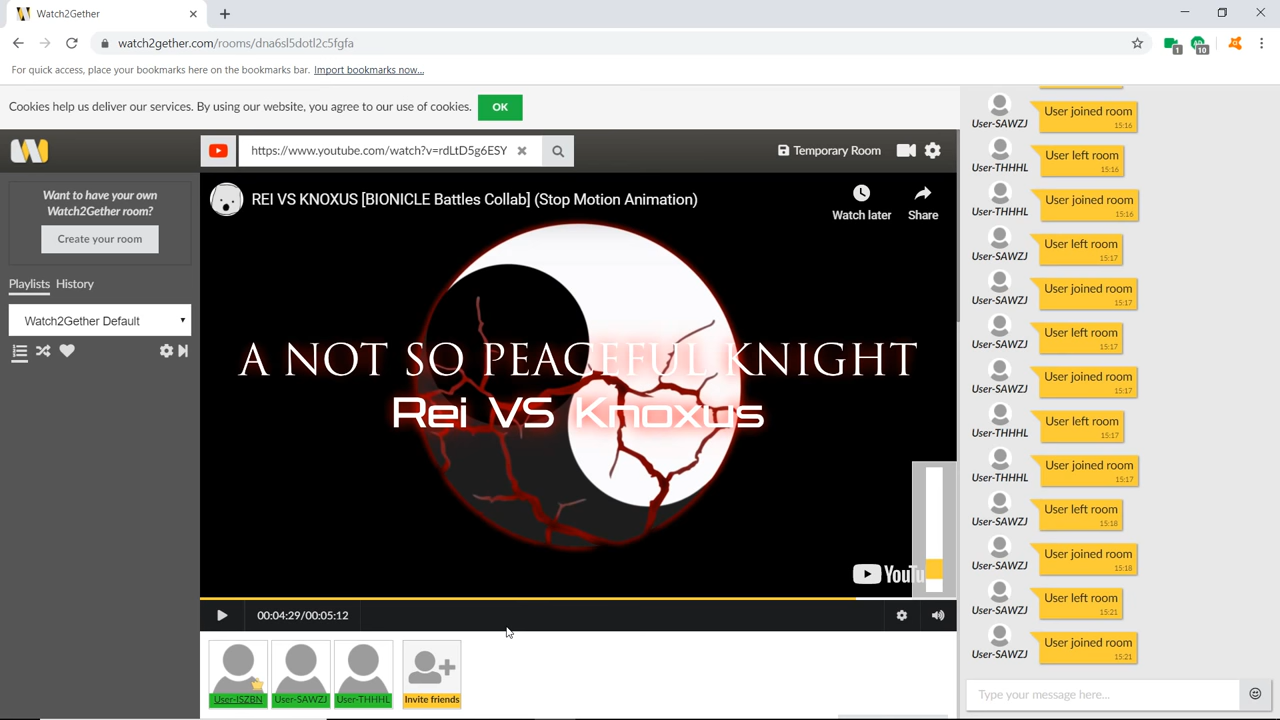 Watch2Gether
watch2gether.com/rooms/dna6sl5dotl2c5fgfa
1
10
For quick access, place your bookmarks here on the bookmarks bar. Import bookmarks now...
Cookies help us deliver our services. By using our website, you agree to our use of cookies.
OK
https://www.youtube.com/watch?v=rdLtD5g6ESY
Temporary Room
Want to have your own
Watch2Gether room?
Create your room
Playlists History
Watch2Gether Default
REI VS KNOXUS [BIONICLE Battles Collab] (Stop Motion Animation)
Watch later
Share
A NOT SO PEACEFUL KNIGHT
Rei VS Knoxus
YouTu
00:04:29/00:05:12
User-ISZBN
User-SAWZJ
User-THHHL
Invite friends
User joined room
15:16
User-SAWZJ
User left room
15:16
User-THHHL
User joined room
15:16
User-THHHL
User left room
15:17
User-SAWZJ
User joined room
15:17
User-SAWZJ
User left room
15:17
User-SAWZJ
User joined room
15:17
User-SAWZJ
User left room
15:17
User-THHHL
User joined room
15:17
User-THHHL
User left room
15:18
User-SAWZJ
User joined room
15:18
User-SAWZJ
User left room
15:21
User-SAWZJ
User joined room
15:21
User-SAWZJ
Type your message here...